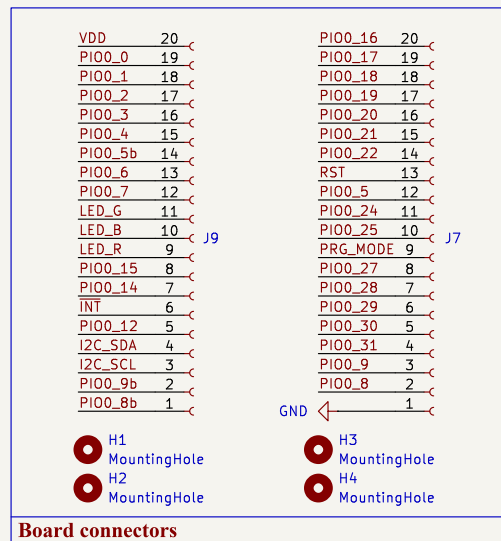 VDD 20
PIO0_0 19
PIO0_1 18
PIO0_2 17
PIO0_3 16
PIO0_4 15
PIO0_5b 14
PIO0_6 13
PIO0_7 12
LED_G 11
LED_B 10
LED_R 9
PIO0_15 8
PIO0_14 7
INT 6
PIO0_12 5
I2C_SDA 4
I2C_SCL 3
PIO0_9b 2
PIO0_8b 1
J9
PIO0_16 20
PIO0_17 19
PIO0_18 18
PIO0_19 17
PIO0_20 16
PIO0_21 15
PIO0_22 14
RST 13
PIO0_5 12
PIO0_24 11
PIO0_25 10
PRG_MODE 9
PIO0_27 8
PIO0_28 7
PIO0_29 6
PIO0_30 5
PIO0_31 4
PIO0_9 3
PIO0_8 2
GND 1
J7
H1
MountingHole
H2
MountingHole
H3
MountingHole
H4
MountingHole
Board connectors